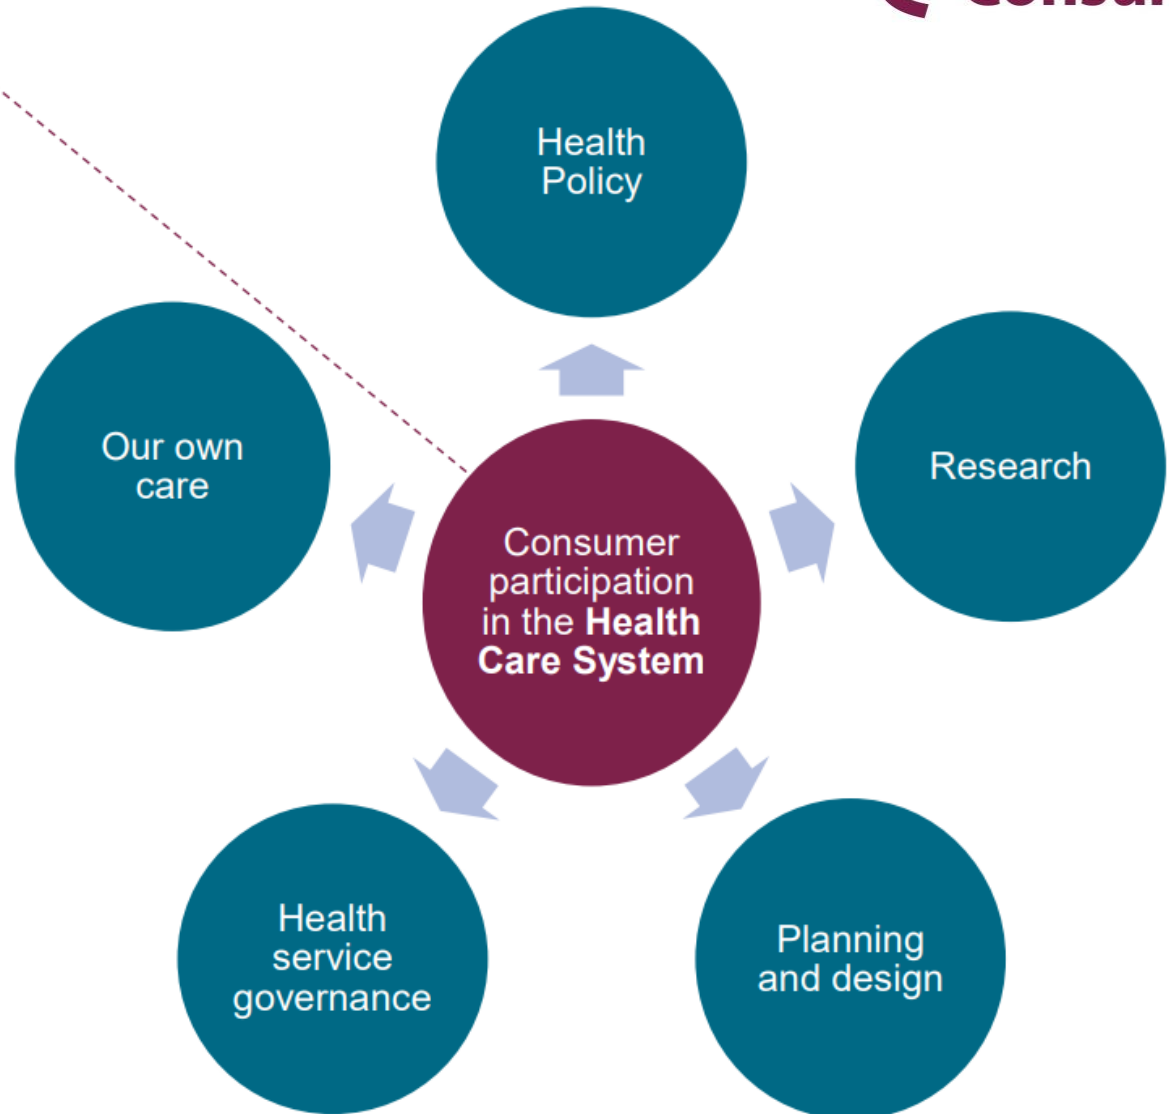 Health
Policy
Our own
care
Research
Consumer
participation
in the Health
Care System
Health
service
governance
Planning
and design